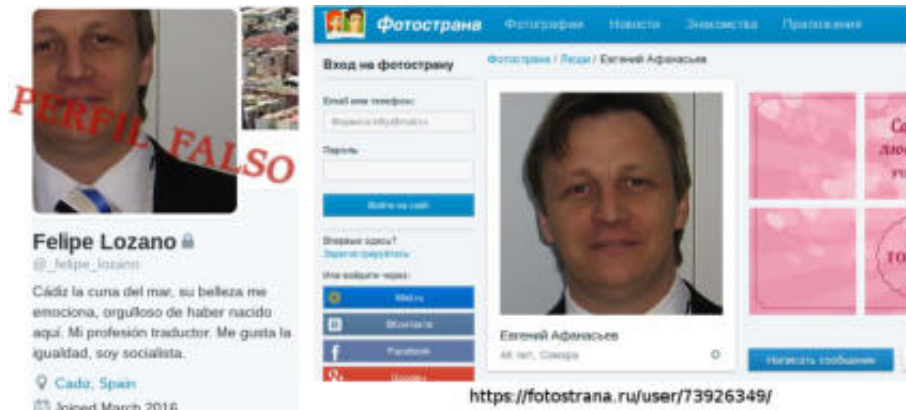 PERFIL FALSO
Felipe Lozano
@_felipe_lozano
Cádiz la cuna del mar, su belleza me
emociona, orgulloso de haber nacido
aquí. Mi profesión traductor. Me gusta la
igualdad, soy socialista.
Cadiz, Spain
Joined March 2016
Фотострана
Фотографии Новости Знакомства Приложения
Вход на фотострану
Email или телефон:
Пароль
Войти на сайт
Впервые здесь?
Зарегистрируйтесь
Или войдите через:
Mail.ru
ВКонтакте
Facebook
Google+
Фотострана / Люди / Евгений Афанасьев
Евгений Афанасьев
46 лет, Самара
Написать сообщение
https://fotostrana.ru/user/73926349/